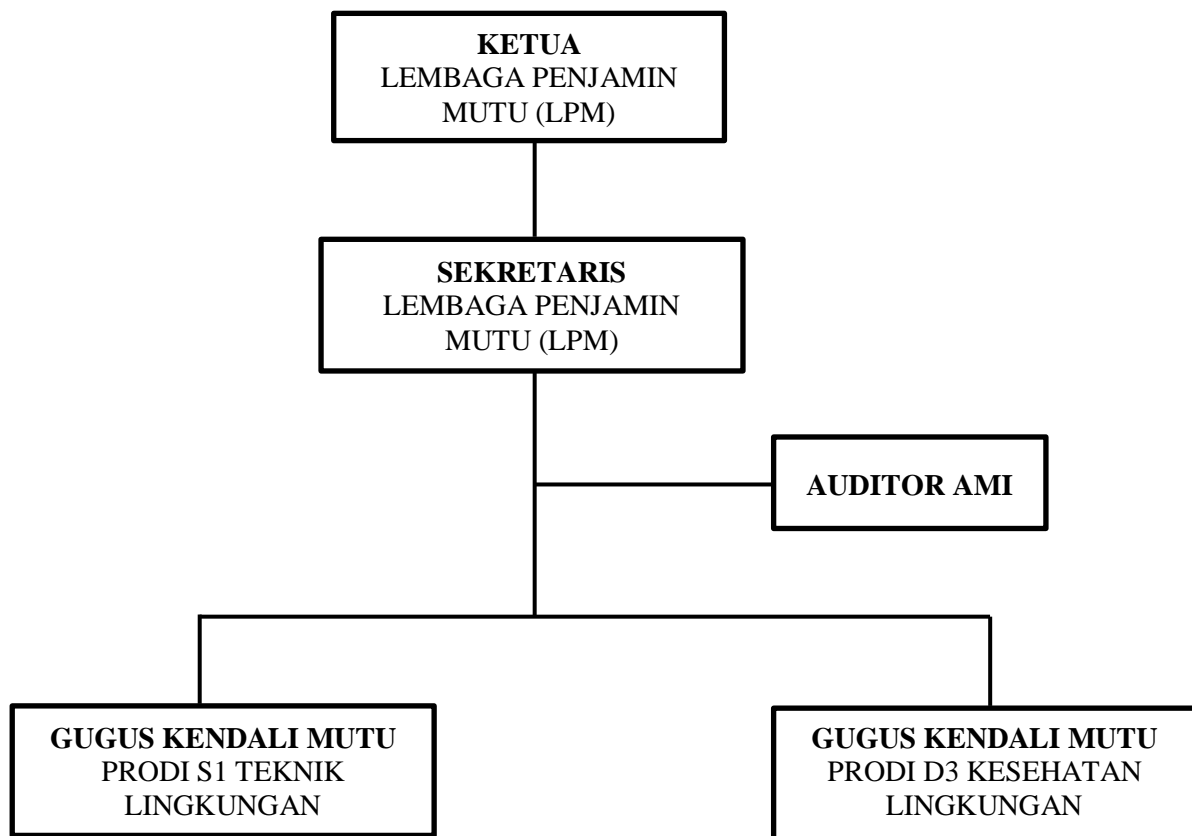 KETUA
LEMBAGA PENJAMIN
MUTU (LPM)
SEKRETARIS
LEMBAGA PENJAMIN
MUTU (LPM)
AUDITOR AMI
GUGUS KENDALI MUTU
PRODI S1 TEKNIK
LINGKUNGAN
GUGUS KENDALI MUTU
PRODI D3 KESEHATAN
LINGKUNGAN